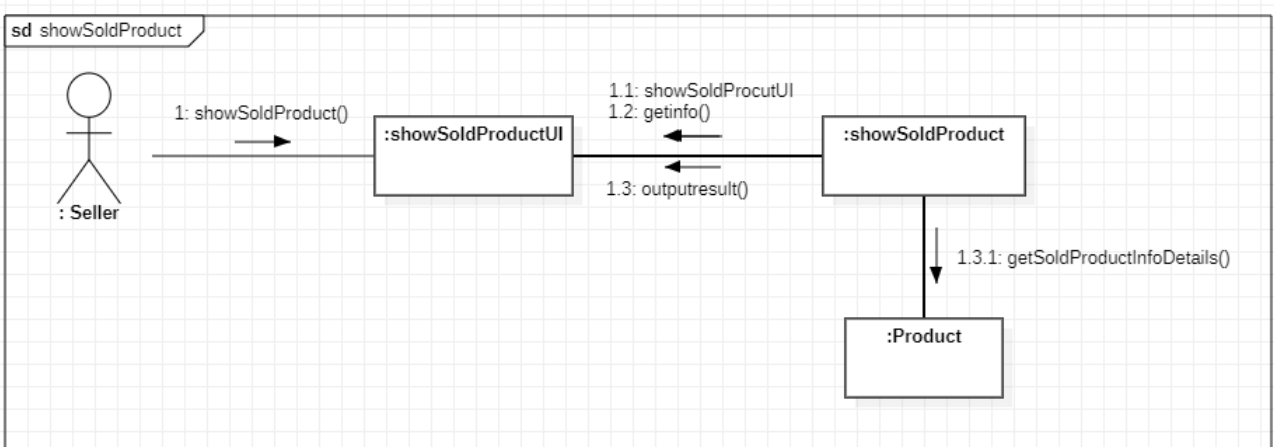 sd showSoldProduct
1: showSoldProduct()
1.1: showSoldProcutUI
1.2: getinfo()
:showSoldProductUI
:showSoldProduct
1.3: outputresult()
: Seller
1.3.1: getSoldProductInfoDetails()
:Product